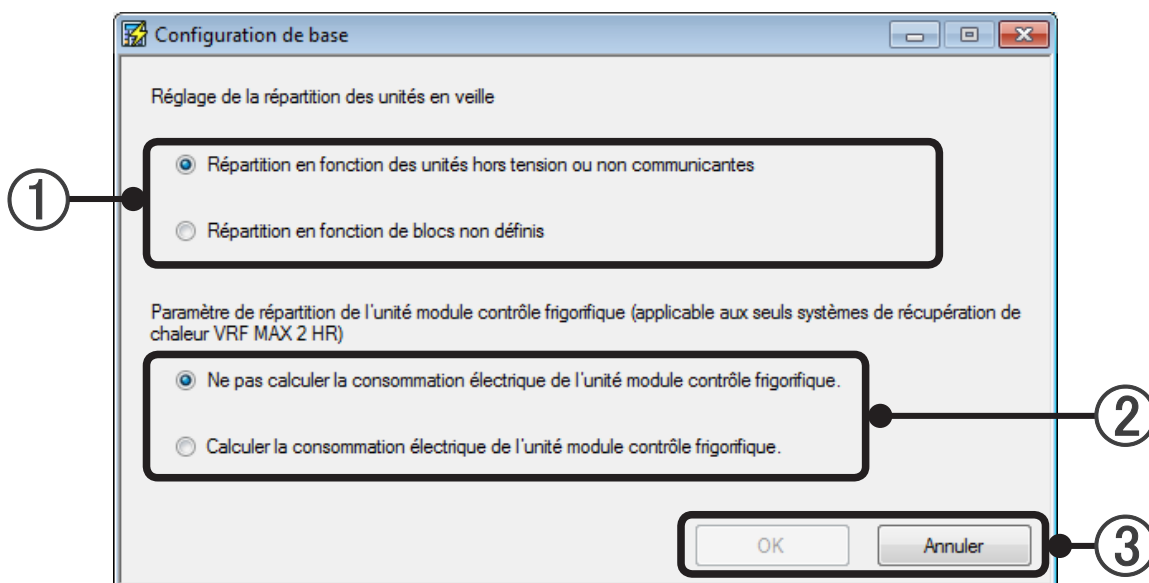 Configuration de base
Réglage de la répartition des unités en veille
① Répartition en fonction des unités hors tension ou non communicantes
Répartition en fonction de blocs non définis
Paramètre de répartition de l'unité module contrôle frigorifique (applicable aux seuls systèmes de récupération de
chaleur VRF MAX 2 HR)
Ne pas calculer la consommation électrique de l'unité module contrôle frigorifique.
②
Calculer la consommation électrique de l'unité module contrôle frigorifique.
OK Annuler ③